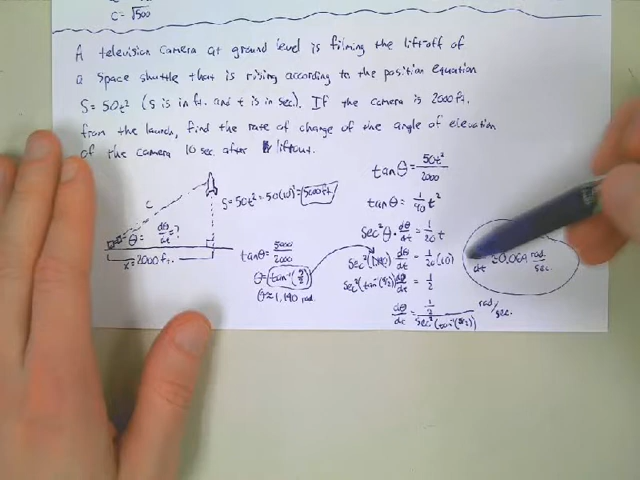 C = √500
A television camera at ground level is filming the liftoff of
a space shuttle that is rising according to the position equation
S = 50t² (S is in ft. and t is in sec.). If the camera is 2000 ft.
from the launch, find the rate of change of the angle of elevation
of the camera 10 sec. after liftout.
C
S = 50t² = 50(10)² = 5000 ft
θ = dθ/dt = ?
x = 2000 ft.
tanθ = 5000/2000
θ = tan⁻¹(5/2)
θ ≈ 1.190 rad.
tanθ = 50t²/2000
tanθ = 1/40 t²
sec²θ · dθ/dt = 1/20 t
sec²(1.190) dθ/dt = 1/20 (10)
sec²(tan⁻¹(5/2)) dθ/dt = 1/2
dθ/dt = 1/2 / sec²(tan⁻¹(5/2)) rad/sec.
dt ≈ 0.069 rad/sec.